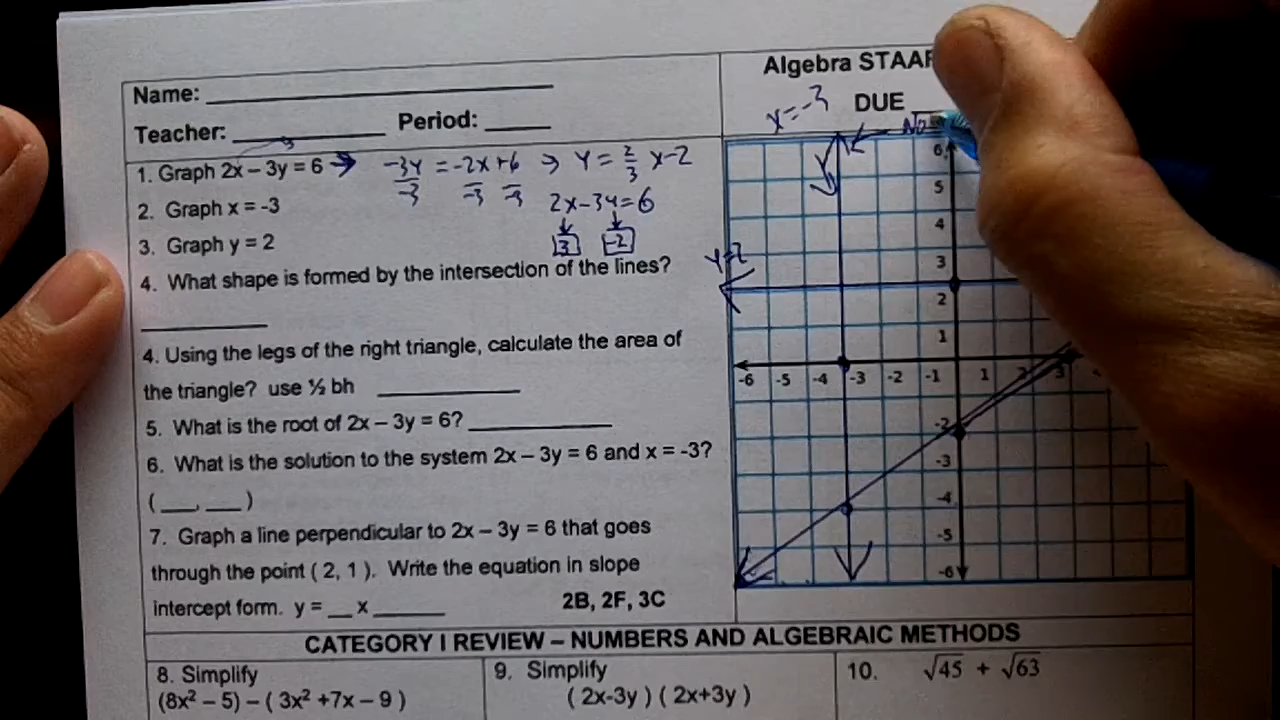 Name: ____________
Teacher: ____________ Period: _____
Algebra STAAR
DUE
x = -3
1. Graph 2x – 3y = 6 → -3y/-3 = -2x/-3 + 6/-3 ⇒ y = 2/3 x - 2
2. Graph x = -3
2x - 3y = 6
3 -2
3. Graph y = 2
y = 2
4. What shape is formed by the intersection of the lines?
____________
4. Using the legs of the right triangle, calculate the area of
the triangle? use ½ bh ____________
5. What is the root of 2x – 3y = 6? ____________
6. What is the solution to the system 2x – 3y = 6 and x = -3?
( ___, ___ )
7. Graph a line perpendicular to 2x – 3y = 6 that goes
through the point ( 2, 1 ). Write the equation in slope
intercept form. y = __ x ______ 2B, 2F, 3C
6
5
4
3
2
1
-6 -5 -4 -3 -2 -1 1 2 3
-2
-3
-4
-5
-6
CATEGORY I REVIEW – NUMBERS AND ALGEBRAIC METHODS
8. Simplify
(8x² – 5) – ( 3x² +7x – 9 )
9. Simplify
( 2x-3y ) ( 2x+3y )
10. √45 + √63